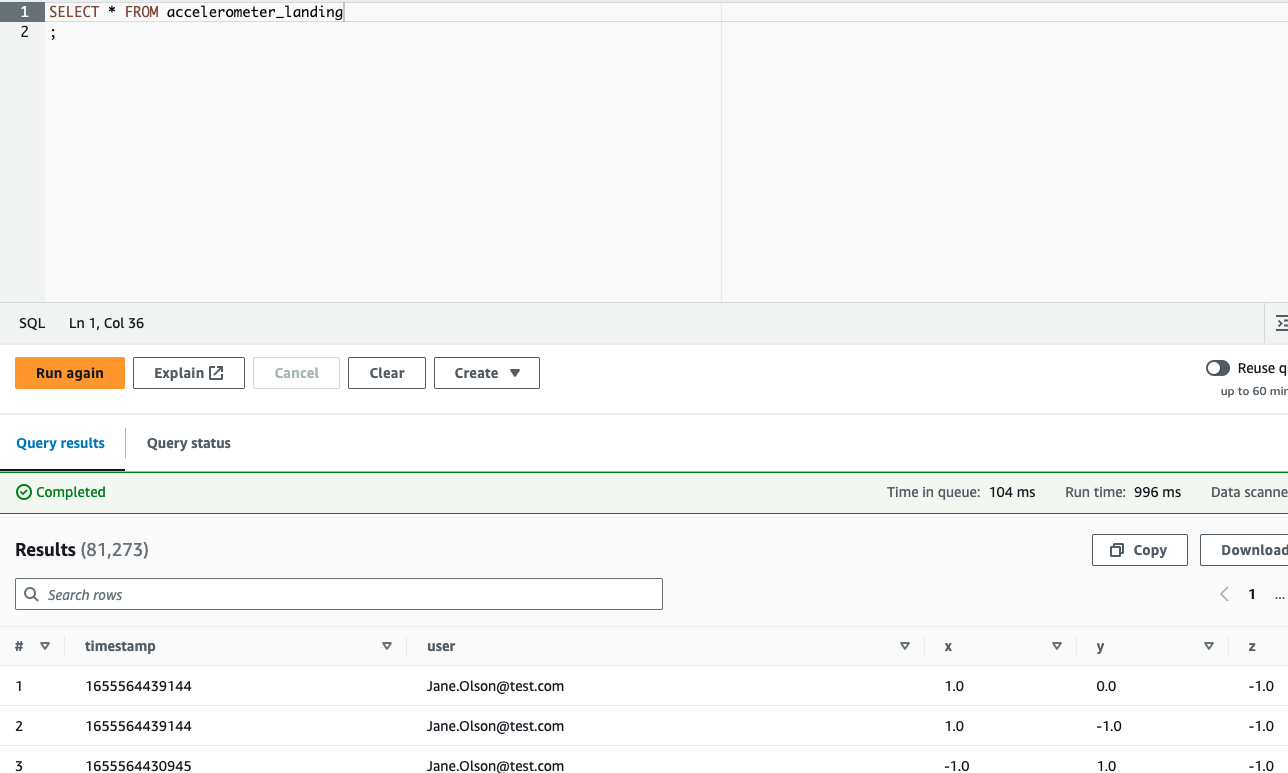 1 SELECT * FROM accelerometer_landing
2 ;
SQL Ln 1, Col 36
Run again Explain Cancel Clear Create Reuse q
up to 60 min
Query results Query status
Completed Time in queue: 104 ms Run time: 996 ms Data scanne
Results (81,273) Copy Download
Search rows 1 ...
# timestamp user x y z
1 1655564439144 Jane.Olson@test.com 1.0 0.0 -1.0
2 1655564439144 Jane.Olson@test.com 1.0 -1.0 -1.0
3 1655564430945 Jane.Olson@test.com -1.0 1.0 -1.0